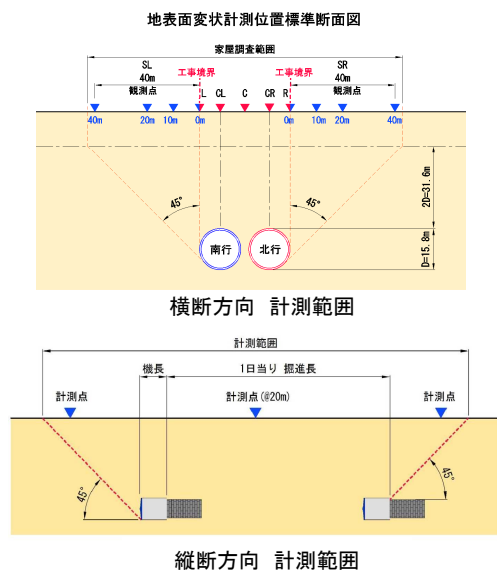 地表面変状計測位置標準断面図
家屋調査範囲
SL
SR
工事境界
工事境界
40m
40m
観測点
L
CL
C
CR
R
観測点
40m
20m
10m
0m
0m
10m
20m
40m
45°
45°
2D=31.6m
南行
北行
D=15.8m
横断方向 計測範囲
計測範囲
機長
1日当り 掘進長
計測点
計測点(@20m)
計測点
45°
45°
縦断方向 計測範囲